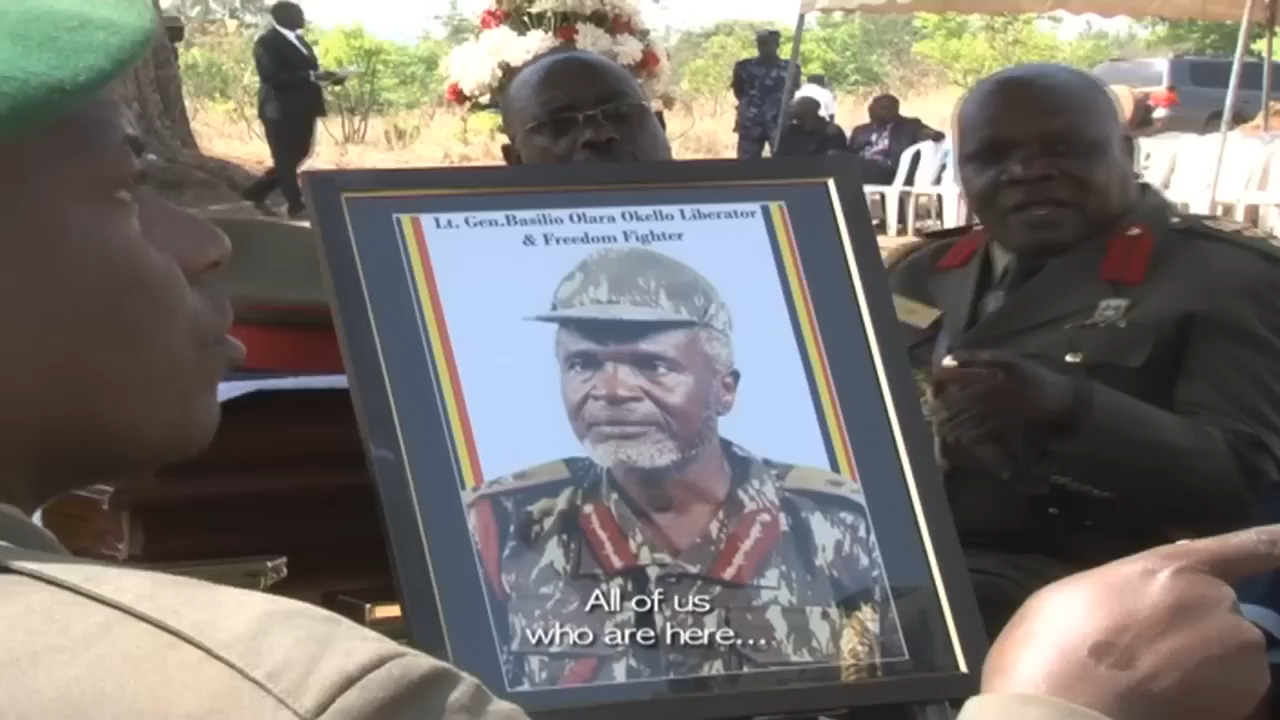 Lt. Gen.Basilio Olara Okello Liberator
& Freedom Fighter
All of us
who are here...